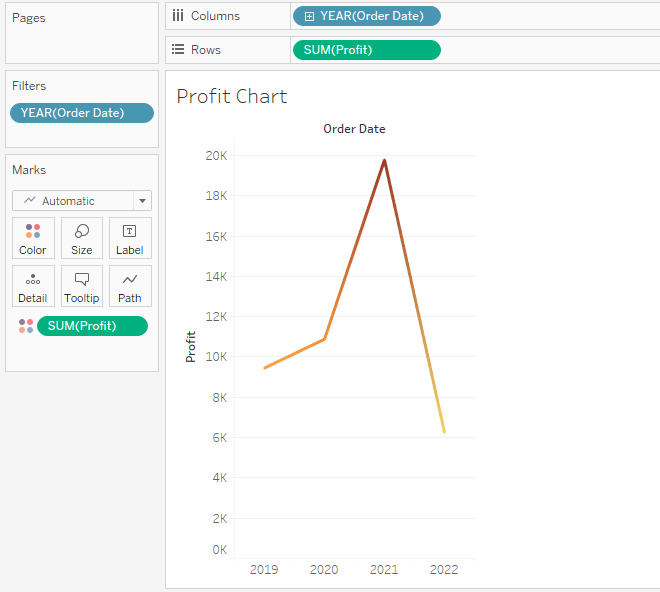 Pages
Columns
YEAR(Order Date)
Rows
SUM(Profit)
Filters
YEAR(Order Date)
Marks
Automatic
Color
Size
Label
Detail
Tooltip
Path
SUM(Profit)
Profit Chart
Order Date
20K
18K
16K
14K
12K
10K
8K
6K
4K
2K
0K
Profit
2019
2020
2021
2022